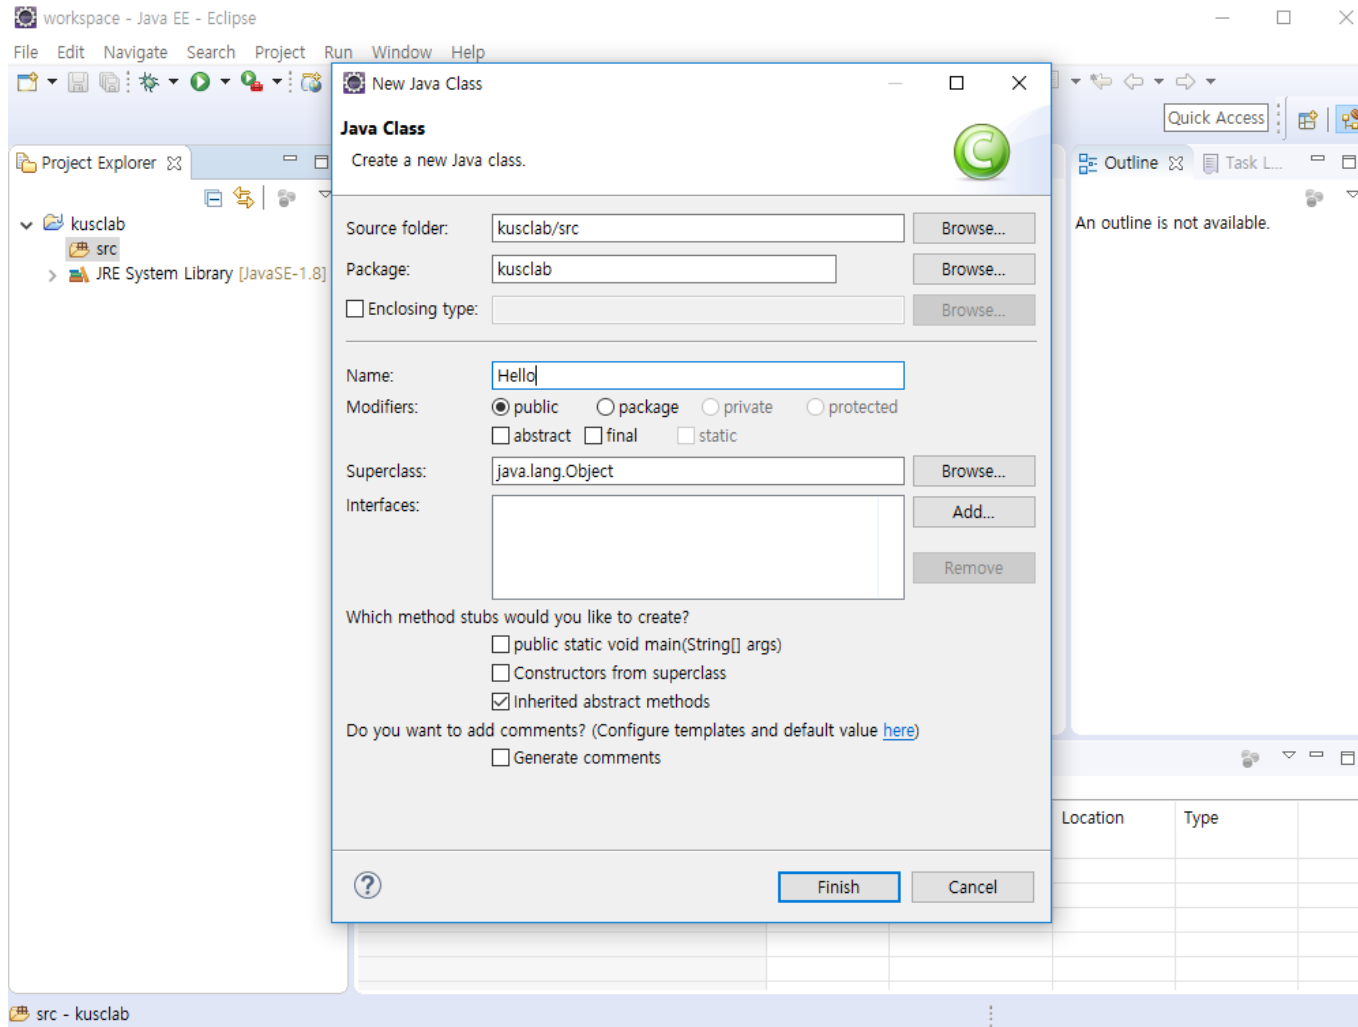 workspace - Java EE - Eclipse
File Edit Navigate Search Project Run Window Help
New Java Class
Quick Access
Java Class
Create a new Java class.
Project Explorer
Outline
Task L...
An outline is not available.
kusclab
src
JRE System Library [JavaSE-1.8]
Source folder: kusclab/src Browse...
Package: kusclab Browse...
Enclosing type: Browse...
Name: Hello
Modifiers: public package private protected
abstract final static
Superclass: java.lang.Object Browse...
Interfaces: Add...
Remove
Which method stubs would you like to create?
public static void main(String[] args)
Constructors from superclass
Inherited abstract methods
Do you want to add comments? (Configure templates and default value here)
Generate comments
Location Type
Finish Cancel
src - kusclab